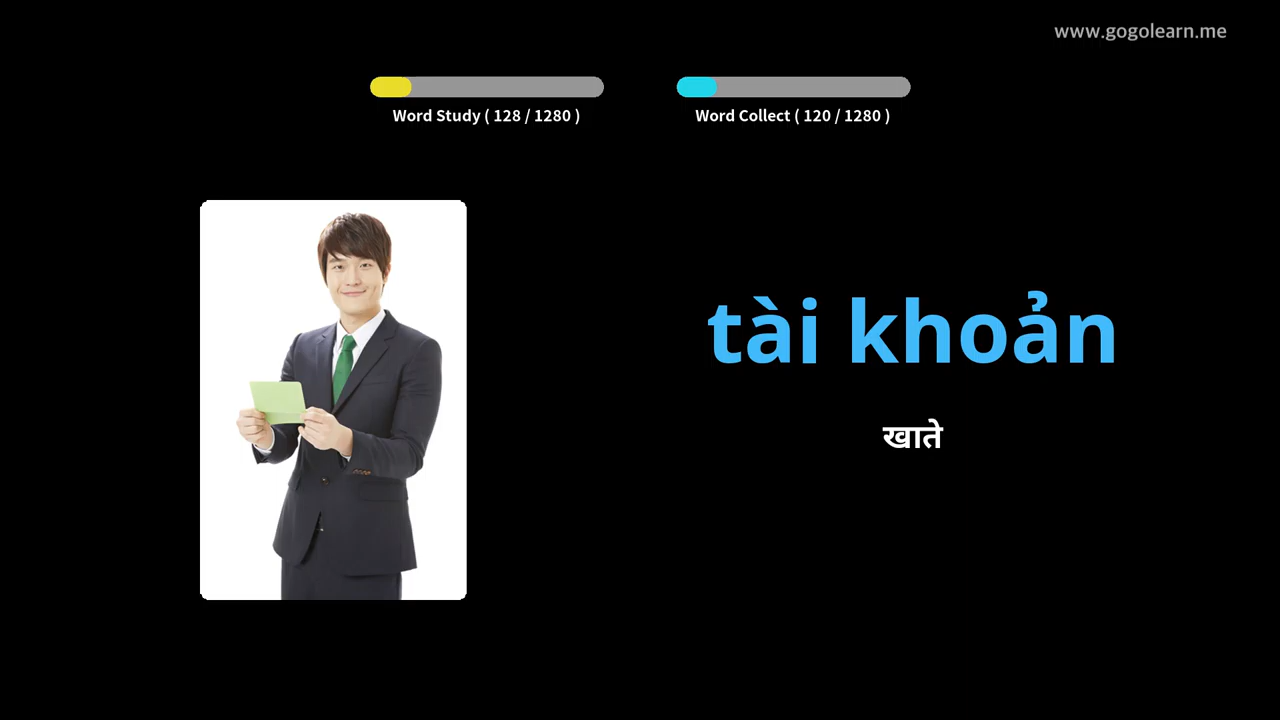 www.gogolearn.me
Word Study ( 128 / 1280 )
Word Collect ( 120 / 1280 )
tài khoản
खाते